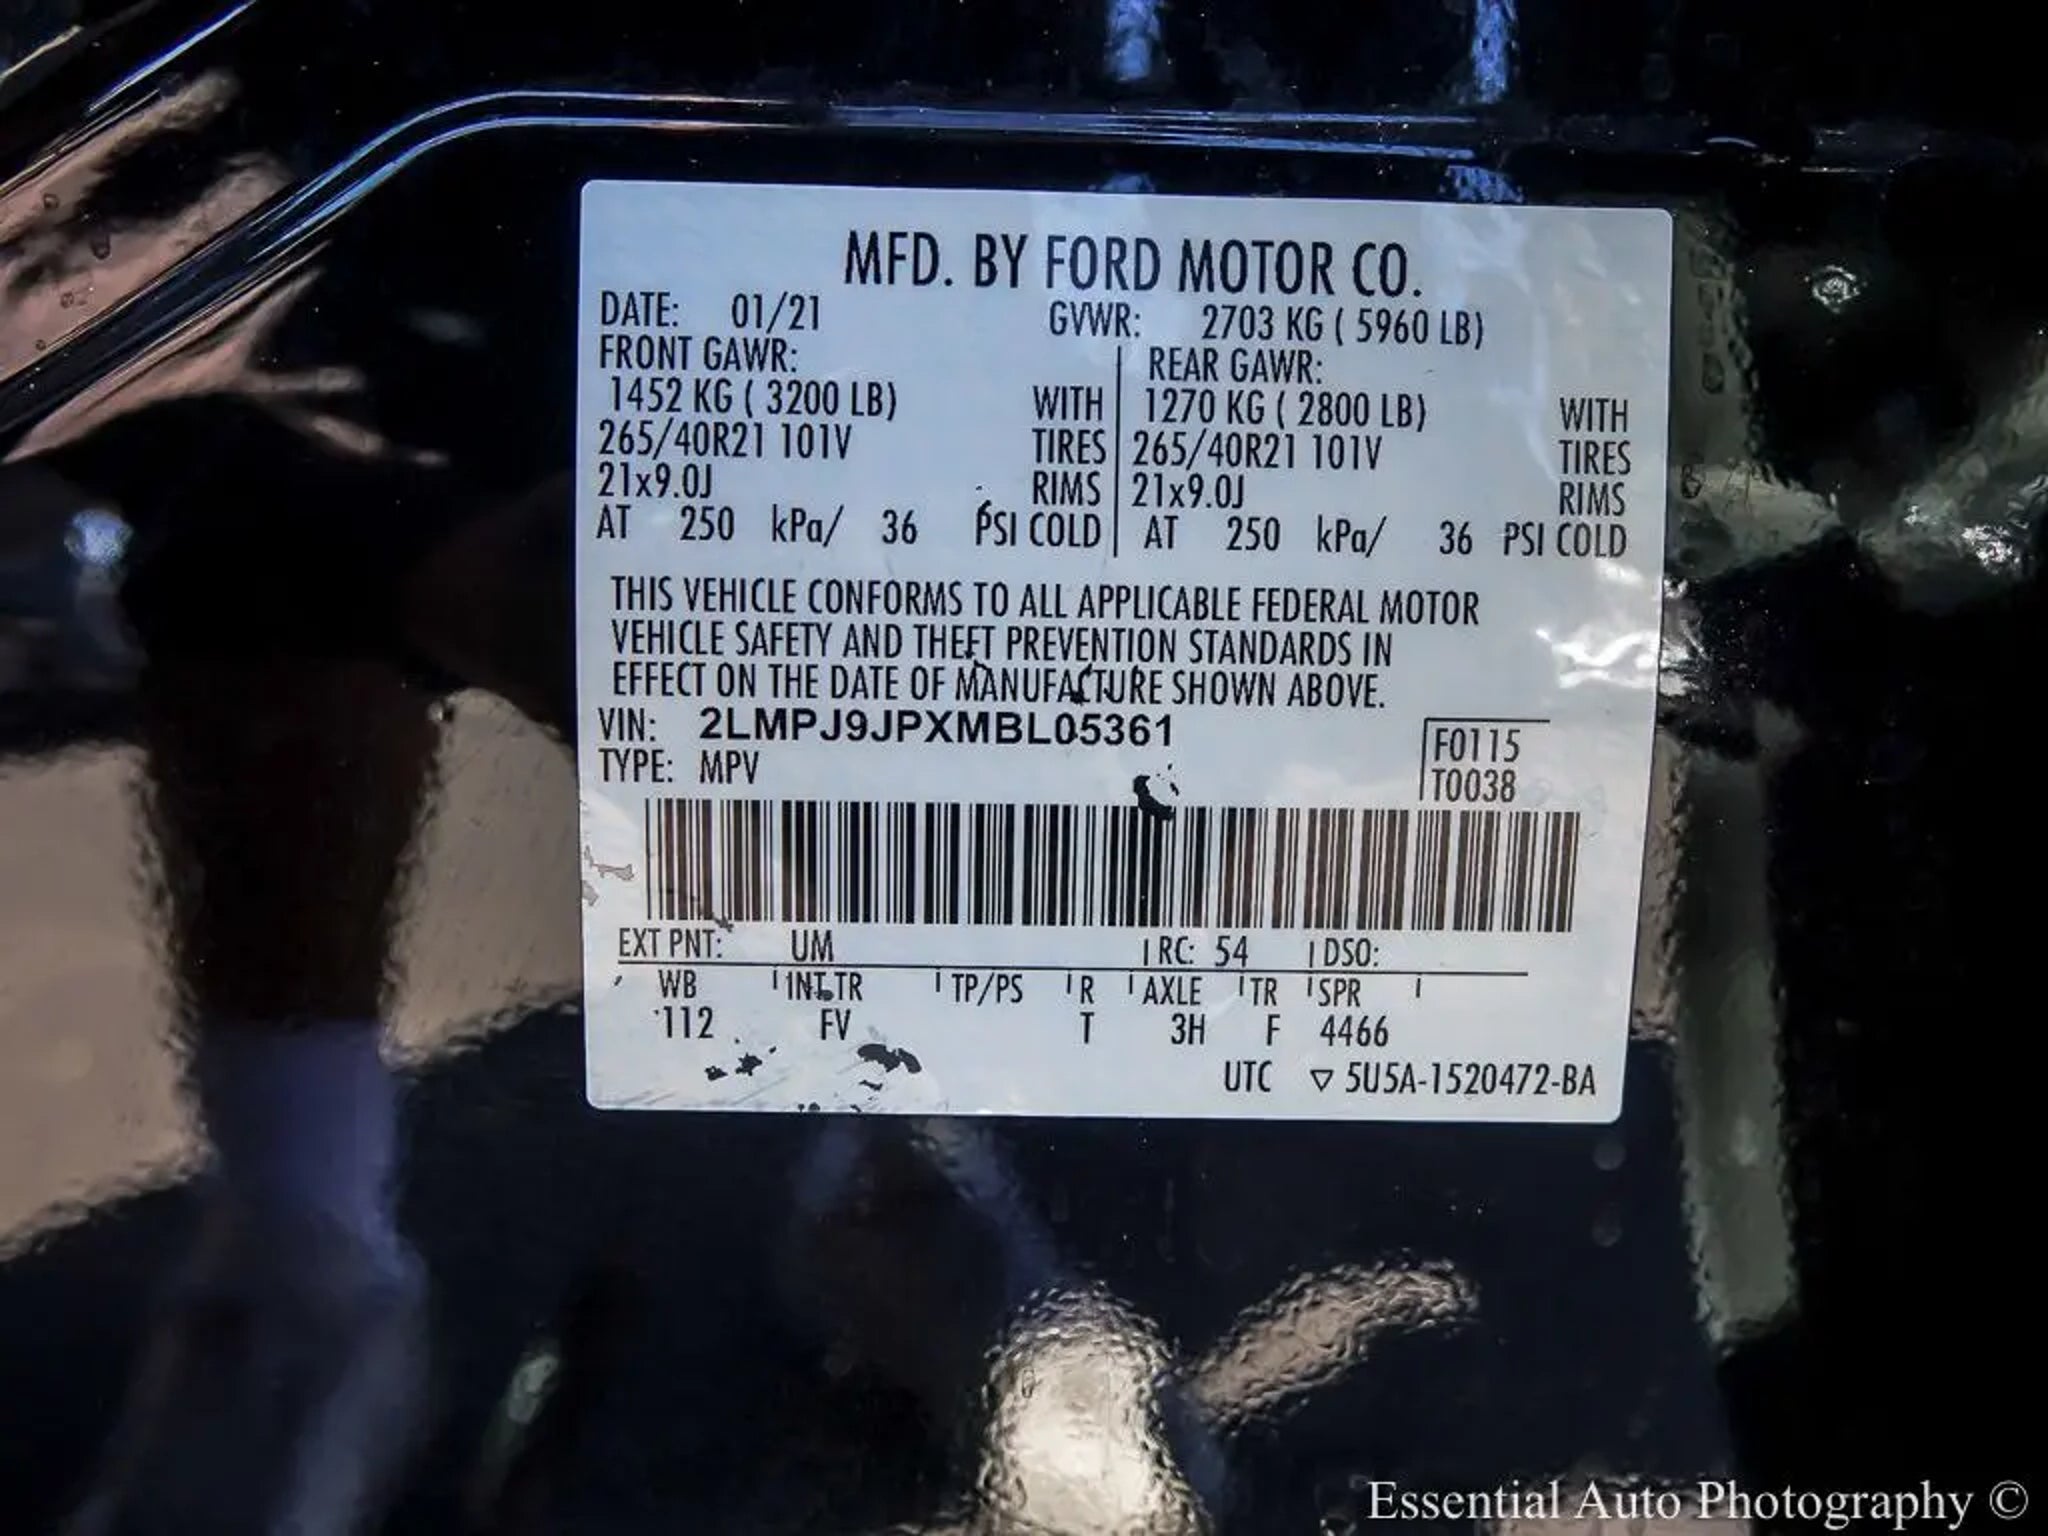 MFD. BY FORD MOTOR CO.
DATE: 01/21 GVWR: 2703 KG ( 5960 LB)
FRONT GAWR: REAR GAWR:
1452 KG ( 3200 LB) WITH 1270 KG ( 2800 LB) WITH
265/40R21 101V TIRES 265/40R21 101V TIRES
21x9.0J RIMS 21x9.0J RIMS
AT 250 kPa/ 36 PSI COLD AT 250 kPa/ 36 PSI COLD
THIS VEHICLE CONFORMS TO ALL APPLICABLE FEDERAL MOTOR
VEHICLE SAFETY AND THEFT PREVENTION STANDARDS IN
EFFECT ON THE DATE OF MANUFACTURE SHOWN ABOVE.
VIN: 2LMPJ9JPXMBL05361
F0115
TYPE: MPV
T0038
EXT PNT: UM RC: 54 DSO:
WB INT TR TP/PS R AXLE TR SPR
112 FV T 3H F 4466
UTC ▽ 5U5A-1520472-BA
Essential Auto Photography ©